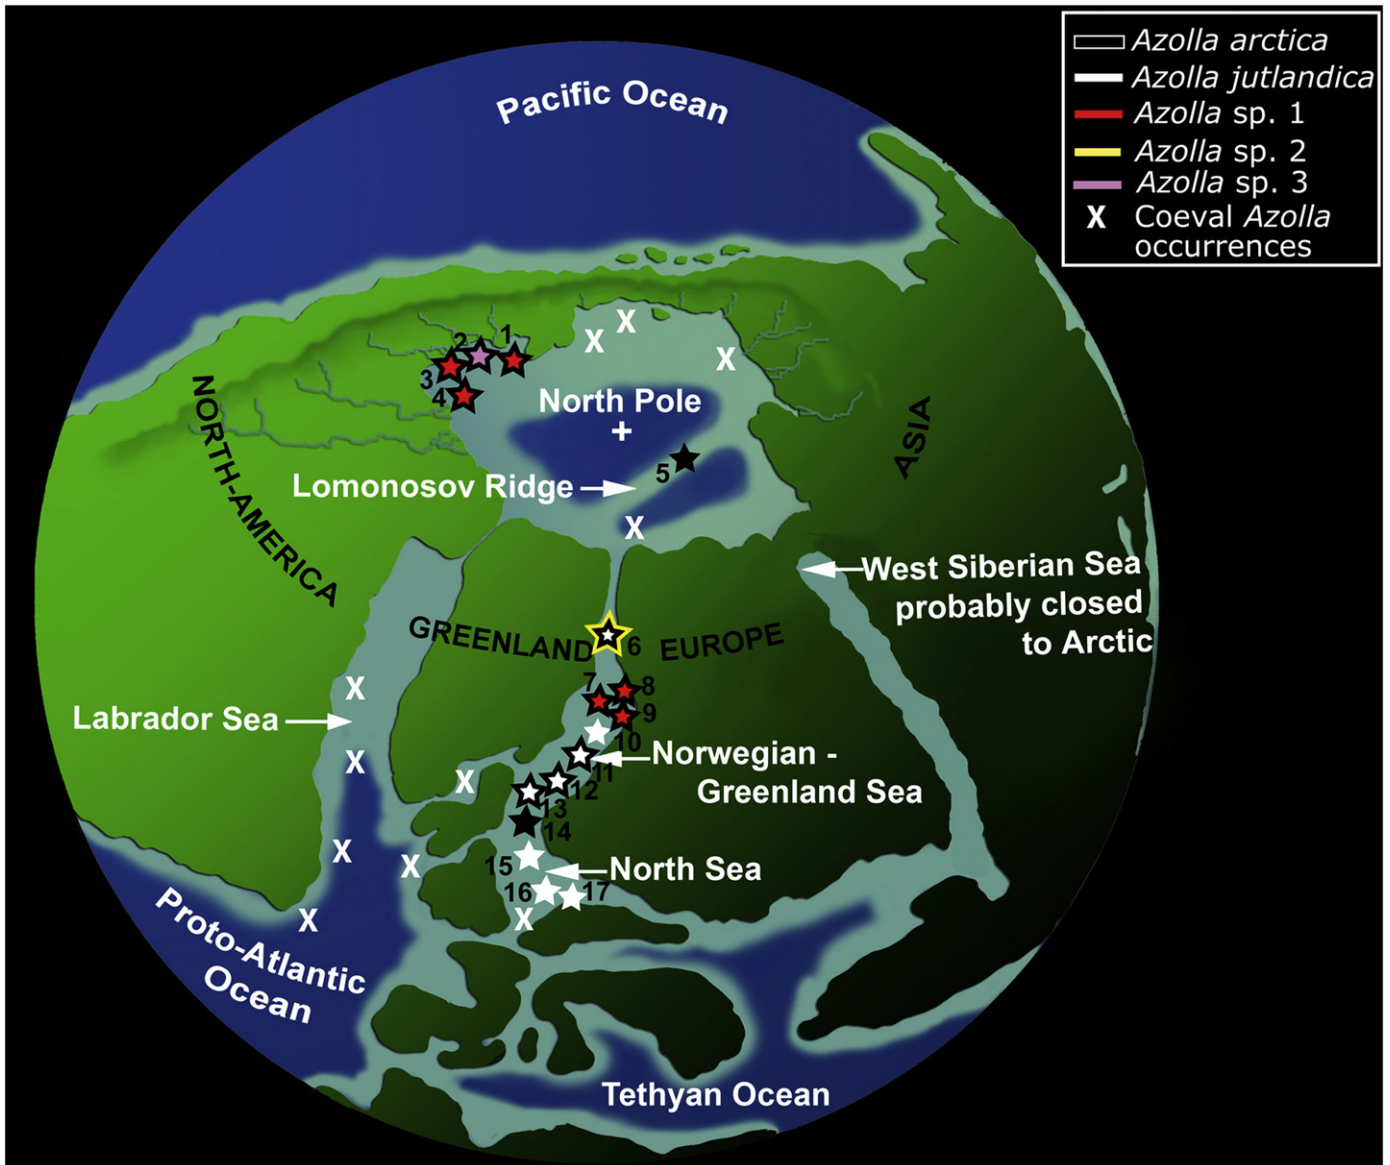 Pacific Ocean
Azolla arctica
Azolla jutlandica
Azolla sp. 1
Azolla sp. 2
Azolla sp. 3
X Coeval Azolla
occurrences
1
2
3
4
X
X
X
NORTH-AMERICA
North Pole
+
ASIA
5
Lomonosov Ridge
X
West Siberian Sea
probably closed
to Arctic
GREENLAND
6
EUROPE
7
8
9
10
X
Labrador Sea
X
X
Norwegian -
Greenland Sea
11
12
13
14
X
X
15
North Sea
16
17
X
X
Proto-Atlantic
Ocean
Tethyan Ocean